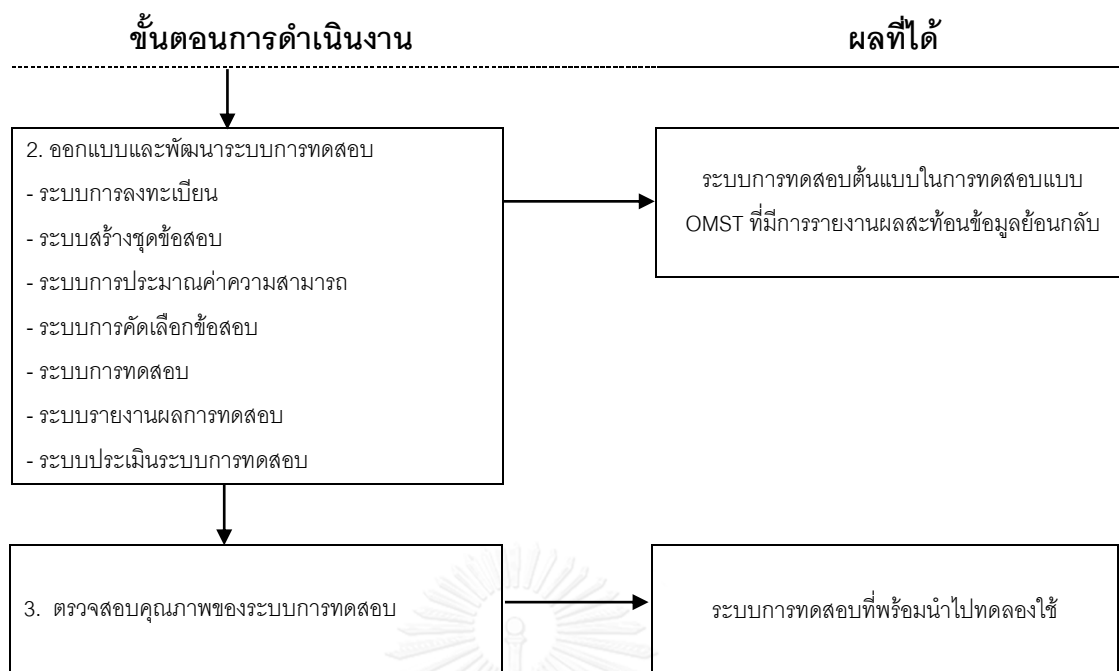 ขั้นตอนการดำเนินงาน
ผลที่ได้
2. ออกแบบและพัฒนาระบบการทดสอบ
- ระบบการลงทะเบียน
- ระบบสร้างชุดข้อสอบ
- ระบบการประมาณค่าความสามารถ
- ระบบการคัดเลือกข้อสอบ
- ระบบการทดสอบ
- ระบบรายงานผลการทดสอบ
- ระบบประเมินระบบการทดสอบ
ระบบการทดสอบต้นแบบในการทดสอบแบบ
OMST ที่มีการรายงานผลสะท้อนข้อมูลย้อนกลับ
3. ตรวจสอบคุณภาพของระบบการทดสอบ
ระบบการทดสอบที่พร้อมนำไปทดลองใช้